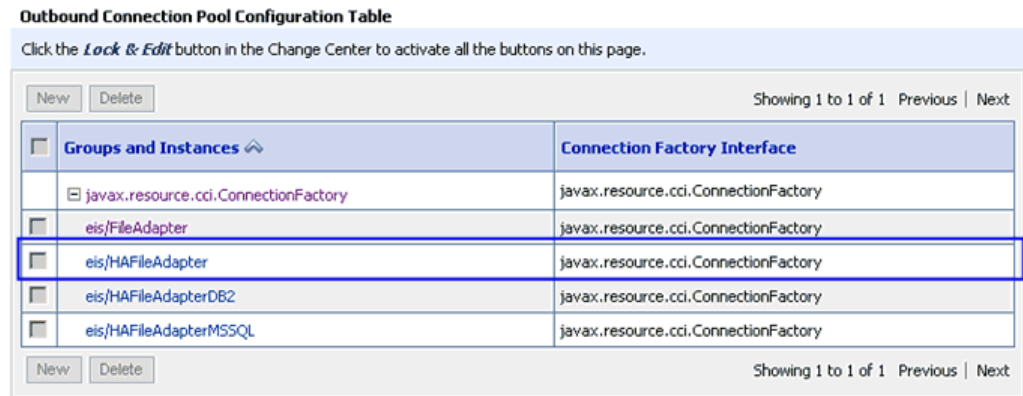 Outbound Connection Pool Configuration Table
Click the Lock & Edit button in the Change Center to activate all the buttons on this page.
New Delete Showing 1 to 1 of 1 Previous | Next
Groups and Instances Connection Factory Interface
javax.resource.cci.ConnectionFactory javax.resource.cci.ConnectionFactory
eis/FileAdapter javax.resource.cci.ConnectionFactory
eis/HAFileAdapter javax.resource.cci.ConnectionFactory
eis/HAFileAdapterDB2 javax.resource.cci.ConnectionFactory
eis/HAFileAdapterMSSQL javax.resource.cci.ConnectionFactory
New Delete Showing 1 to 1 of 1 Previous | Next